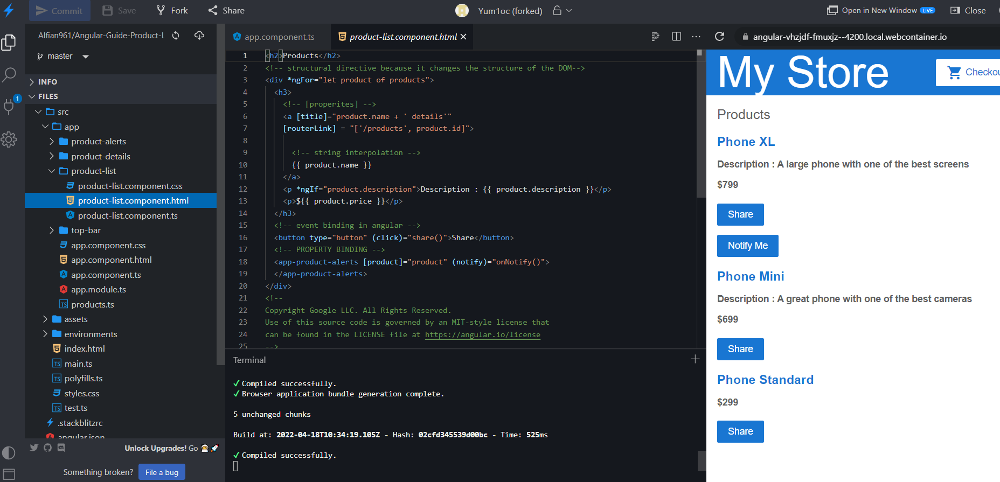 Commit
Save
Fork
Share
Yum1oc (forked)
Open in New Window LIVE
Close
Alfian961/Angular-Guide-Product-L
master
INFO
FILES
src
app
product-alerts
product-details
product-list
product-list.component.css
product-list.component.html
product-list.component.ts
top-bar
app.component.css
app.component.html
app.component.ts
app.module.ts
products.ts
assets
environments
index.html
main.ts
polyfills.ts
styles.css
test.ts
.stackblitzrc
angular.json
1
Unlock Upgrades! Go
Something broken?
File a bug
app.component.ts
product-list.component.html
1 <h2>Products</h2>
2 <!-- structural directive because it changes the structure of the DOM-->
3 <div *ngFor="let product of products">
4 <h3>
5 <!-- [properites] -->
6 <a [title]="product.name + ' details'"
7 [routerLink] = "['/products', product.id]">
8
9 <!-- string interpolation -->
10 {{ product.name }}
11 </a>
12 <p *ngIf="product.description">Description : {{ product.description }}</p>
13 <p>${{ product.price }}</p>
14 </h3>
15 <!-- event binding in angular -->
16 <button type="button" (click)="share()">Share</button>
17 <!-- PROPERTY BINDING -->
18 <app-product-alerts [product]="product" (notify)="onNotify()">
19 </app-product-alerts>
20 </div>
21 <!--
22 Copyright Google LLC. All Rights Reserved.
23 Use of this source code is governed by an MIT-style license that
24 can be found in the LICENSE file at https://angular.io/license
25 -->
Terminal
✓ Compiled successfully.
✓ Browser application bundle generation complete.
5 unchanged chunks
Build at: 2022-04-18T10:34:19.105Z - Hash: 02cfd345539d00bc - Time: 525ms
✓ Compiled successfully.
angular-vhzjdf-fmuxjz--4200.local.webcontainer.io
My Store
Checkou
Products
Phone XL
Description : A large phone with one of the best screens
$799
Share
Notify Me
Phone Mini
Description : A great phone with one of the best cameras
$699
Share
Phone Standard
$299
Share